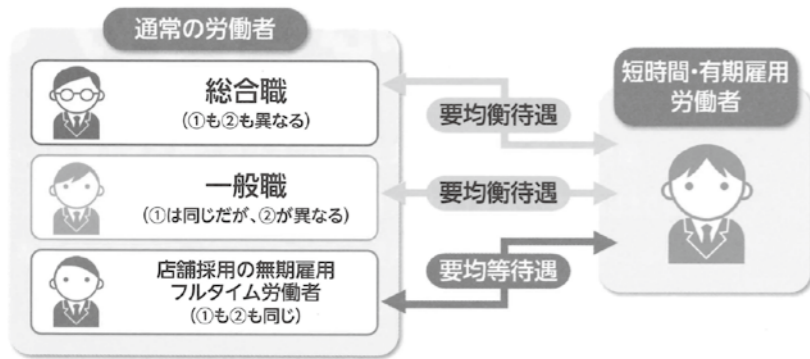 通常の労働者
総合職
(①も②も異なる)
要均衡待遇
一般職
(①は同じだが、②が異なる)
要均衡待遇
店舗採用の無期雇用
フルタイム労働者
(①も②も同じ)
要均等待遇
短時間・有期雇用
労働者